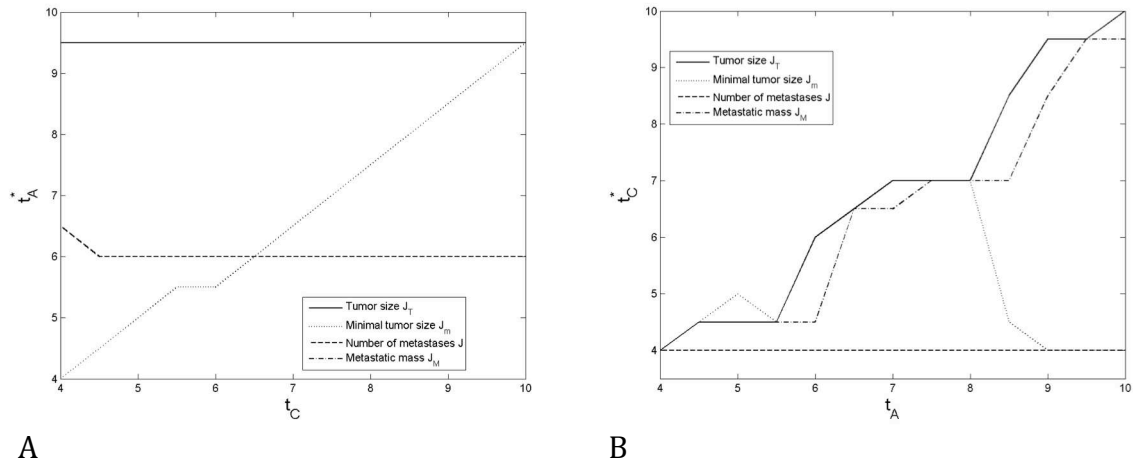 10
9
8
7
6
5
4
t*A
Tumor size JT
Minimal tumor size Jm
Number of metastases J
Metastatic mass JM
4 5 6 7 8 9 10
tC
A
10
9
8
7
6
5
4
t*C
Tumor size JT
Minimal tumor size Jm
Number of metastases J
Metastatic mass JM
4 5 6 7 8 9 10
tA
B